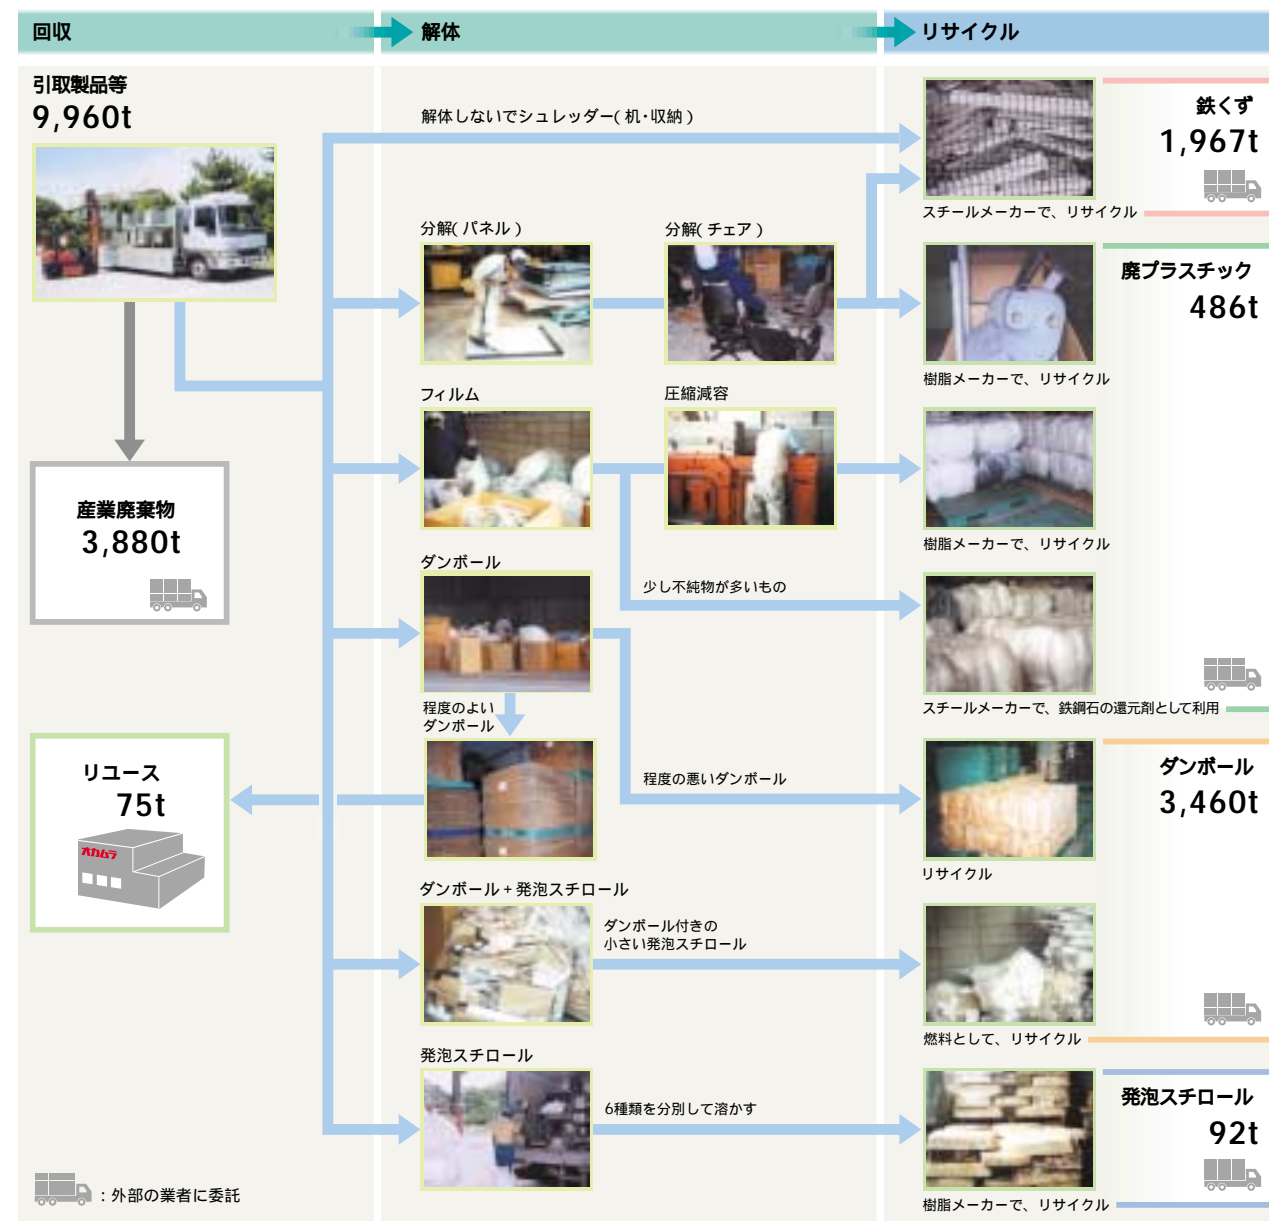 回収
解体
リサイクル
引取製品等
9,960t
産業廃棄物
3,880t
リユース
75t
オカムラ
：外部の業者に委託
解体しないでシュレッダー（机・収納）
分解（パネル）
分解（チェア）
フィルム
圧縮減容
ダンボール
少し不純物が多いもの
程度のよい
ダンボール
程度の悪いダンボール
ダンボール＋発泡スチロール
ダンボール付きの
小さい発泡スチロール
発泡スチロール
6種類を分別して溶かす
鉄くず
1,967t
スチールメーカーで、リサイクル
廃プラスチック
486t
樹脂メーカーで、リサイクル
樹脂メーカーで、リサイクル
スチールメーカーで、鉄鋼石の還元剤として利用
ダンボール
3,460t
リサイクル
燃料として、リサイクル
発泡スチロール
92t
樹脂メーカーで、リサイクル